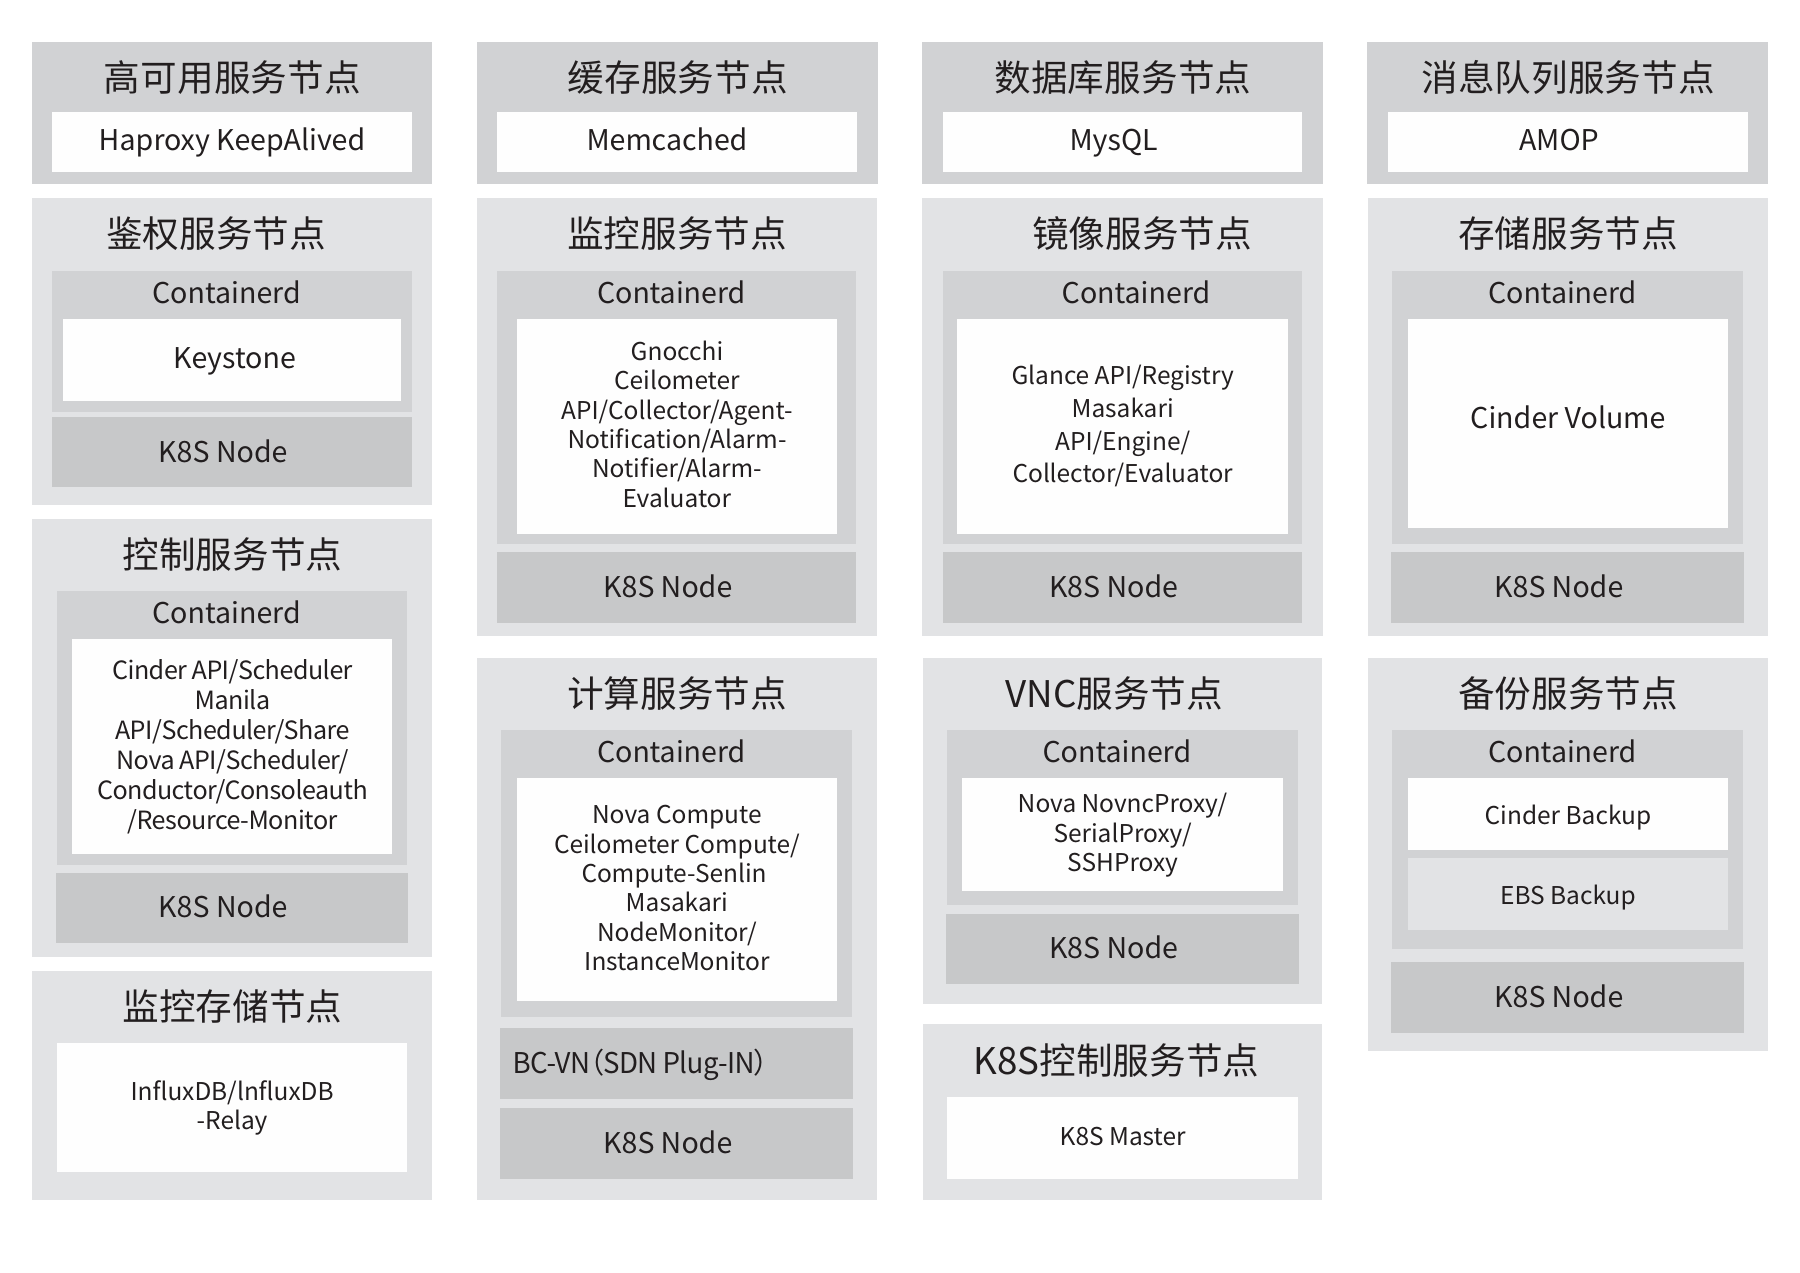 高可用服务节点
Haproxy KeepAlived
缓存服务节点
Memcached
数据库服务节点
MysQL
消息队列服务节点
AMOP
鉴权服务节点
Containerd
Keystone
K8S Node
监控服务节点
Containerd
Gnocchi
Ceilometer
API/Collector/Agent-
Notification/Alarm-
Notifier/Alarm-
Evaluator
K8S Node
镜像服务节点
Containerd
Glance API/Registry
Masakari
API/Engine/
Collector/Evaluator
K8S Node
存储服务节点
Containerd
Cinder Volume
K8S Node
控制服务节点
Containerd
Cinder API/Scheduler
Manila
API/Scheduler/Share
Nova API/Scheduler/
Conductor/Consoleauth
/Resource-Monitor
K8S Node
计算服务节点
Containerd
Nova Compute
Ceilometer Compute/
Compute-Senlin
Masakari
NodeMonitor/
InstanceMonitor
BC-VN（SDN Plug-IN）
K8S Node
VNC服务节点
Containerd
Nova NovncProxy/
SerialProxy/
SSHProxy
K8S Node
备份服务节点
Containerd
Cinder Backup
EBS Backup
K8S Node
监控存储节点
InfluxDB/lnfluxDB
-Relay
K8S控制服务节点
K8S Master